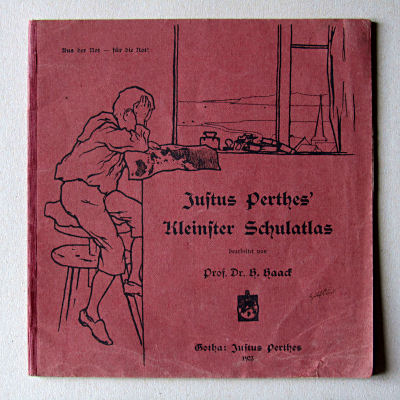 Aus der Not — für die Not!
Justus Perthes'
Kleinster Schulatlas
bearbeitet von
Prof. Dr. H. Haack
Gotha: Justus Perthes
1923